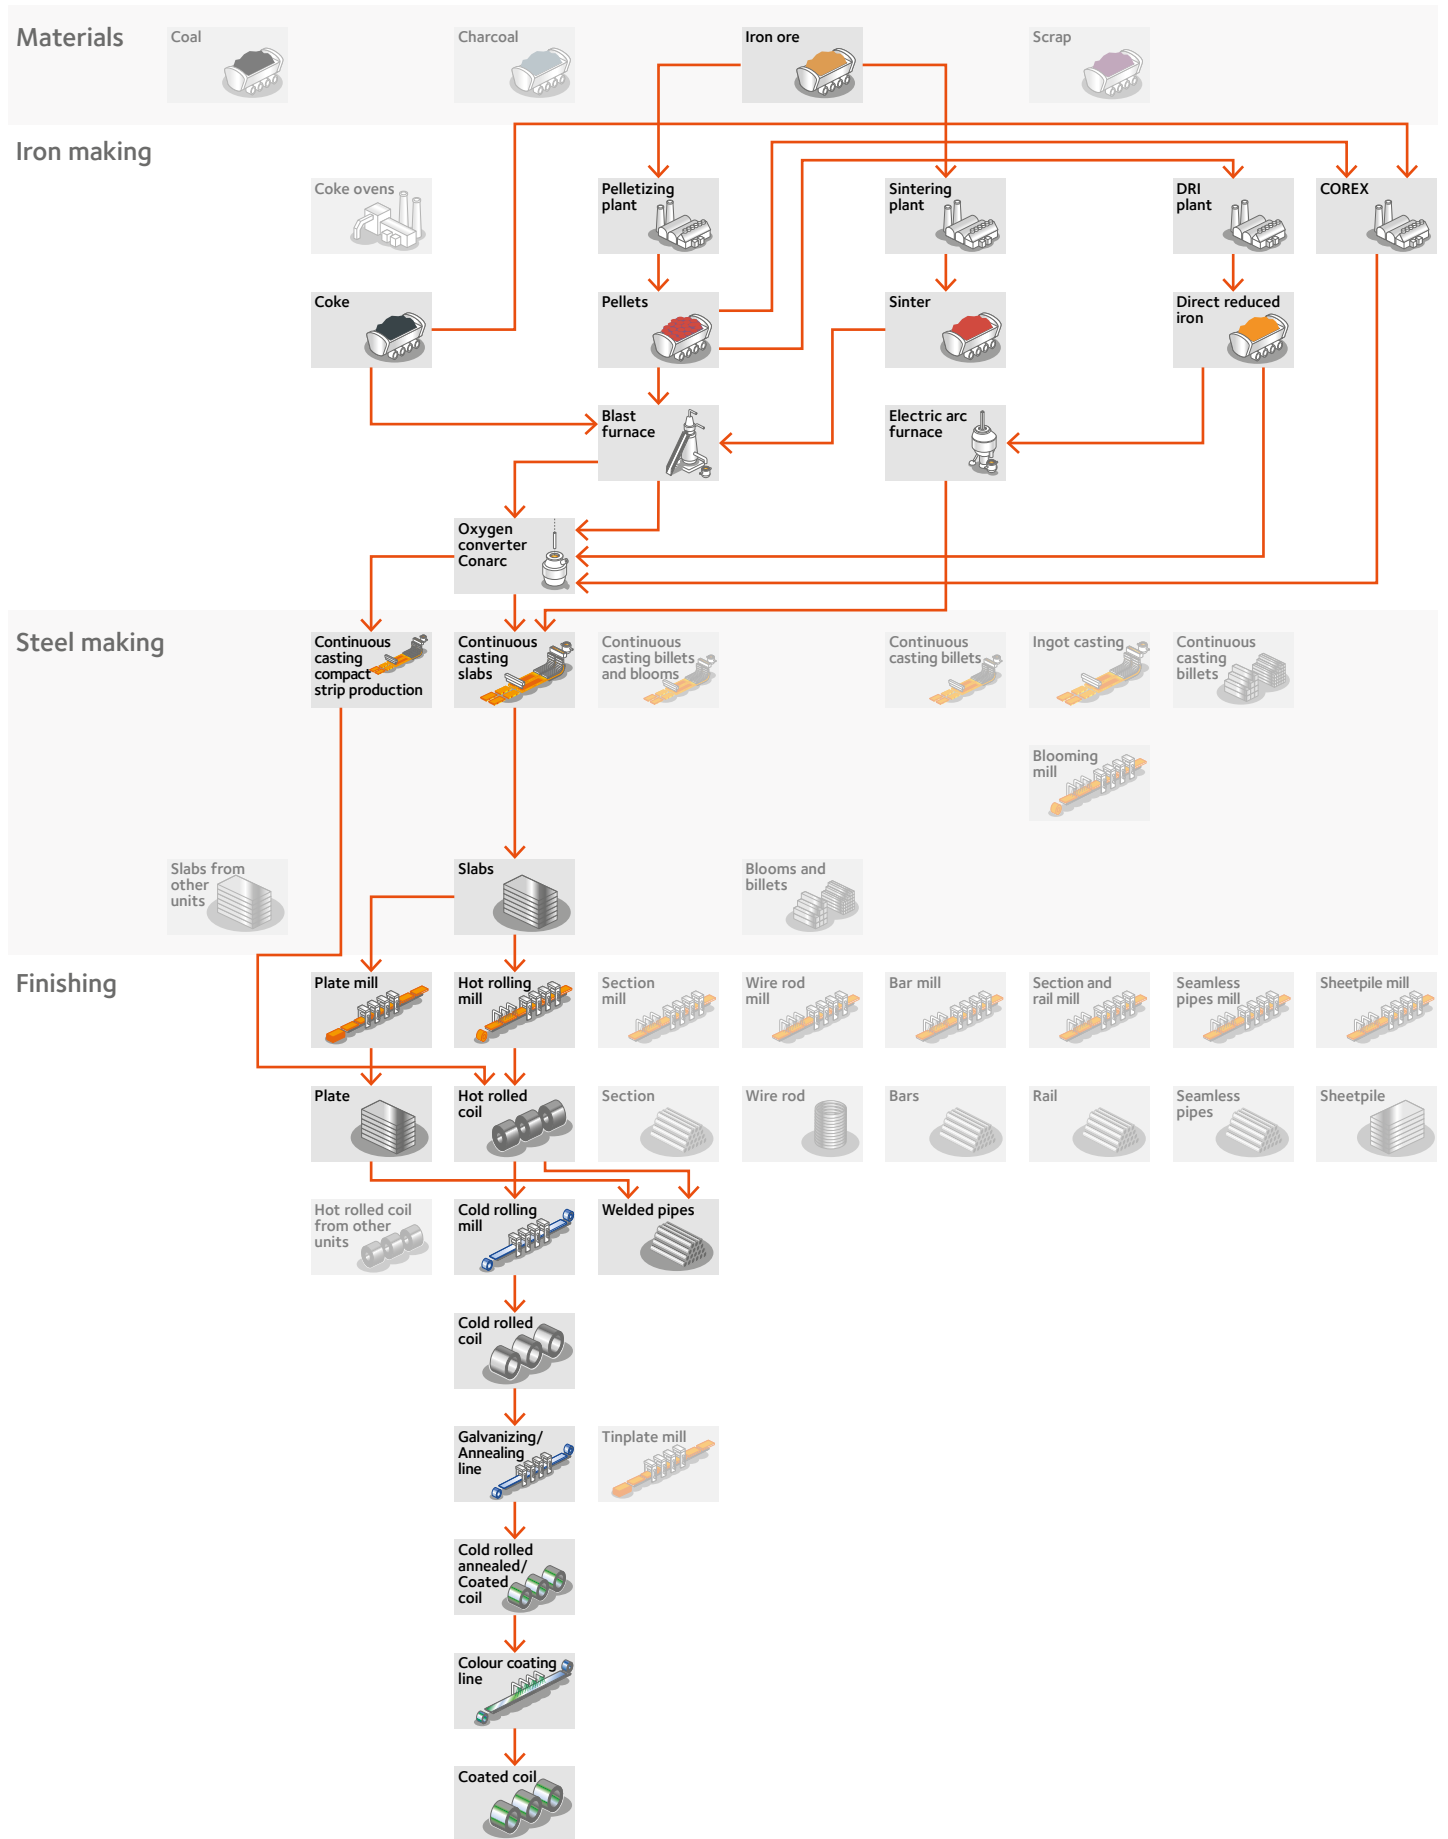 Materials
Coal
Charcoal
Iron ore
Scrap
Iron making
Coke ovens
Pelletizing
plant
Sintering
plant
DRI
plant
COREX
Coke
Pellets
Sinter
Direct reduced
iron
Blast
furnace
Electric arc
furnace
Oxygen
converter
Conarc
Steel making
Continuous
casting
compact
strip production
Continuous
casting
slabs
Continuous
casting billets
and blooms
Continuous
casting billets
Ingot casting
Continuous
casting
billets
Blooming
mill
Slabs from
other
units
Slabs
Blooms and
billets
Finishing
Plate mill
Hot rolling
mill
Section
mill
Wire rod
mill
Bar mill
Section and
rail mill
Seamless
pipes mill
Sheetpile mill
Plate
Hot rolled
coil
Section
Wire rod
Bars
Rail
Seamless
pipes
Sheetpile
Hot rolled coil
from other
units
Cold rolling
mill
Welded pipes
Cold rolled
coil
Galvanizing/
Annealing
line
Tinplate mill
Cold rolled
annealed/
Coated
coil
Colour coating
line
Coated coil